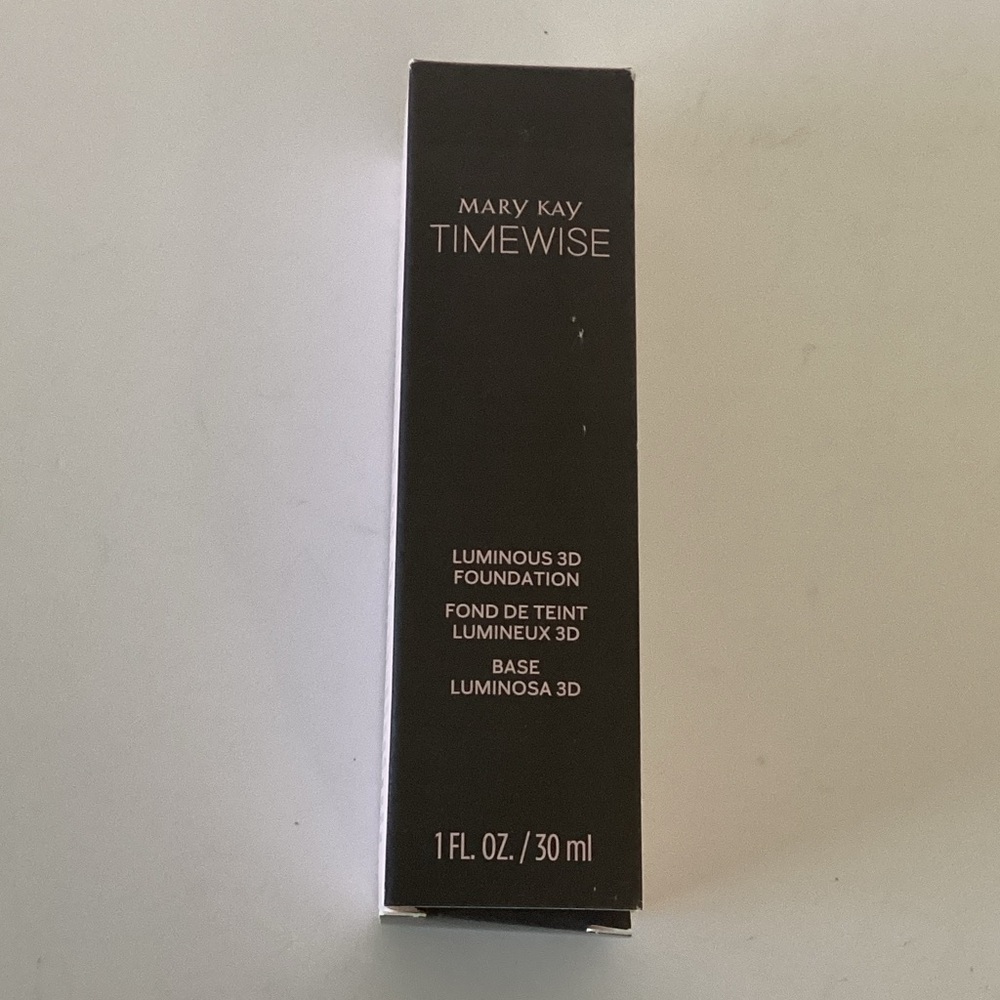 MARY KAY
TIMEWISE
LUMINOUS 3D
FOUNDATION
FOND DE TEINT
LUMINEUX 3D
BASE
LUMINOSA 3D
1 FL. OZ. / 30 ml